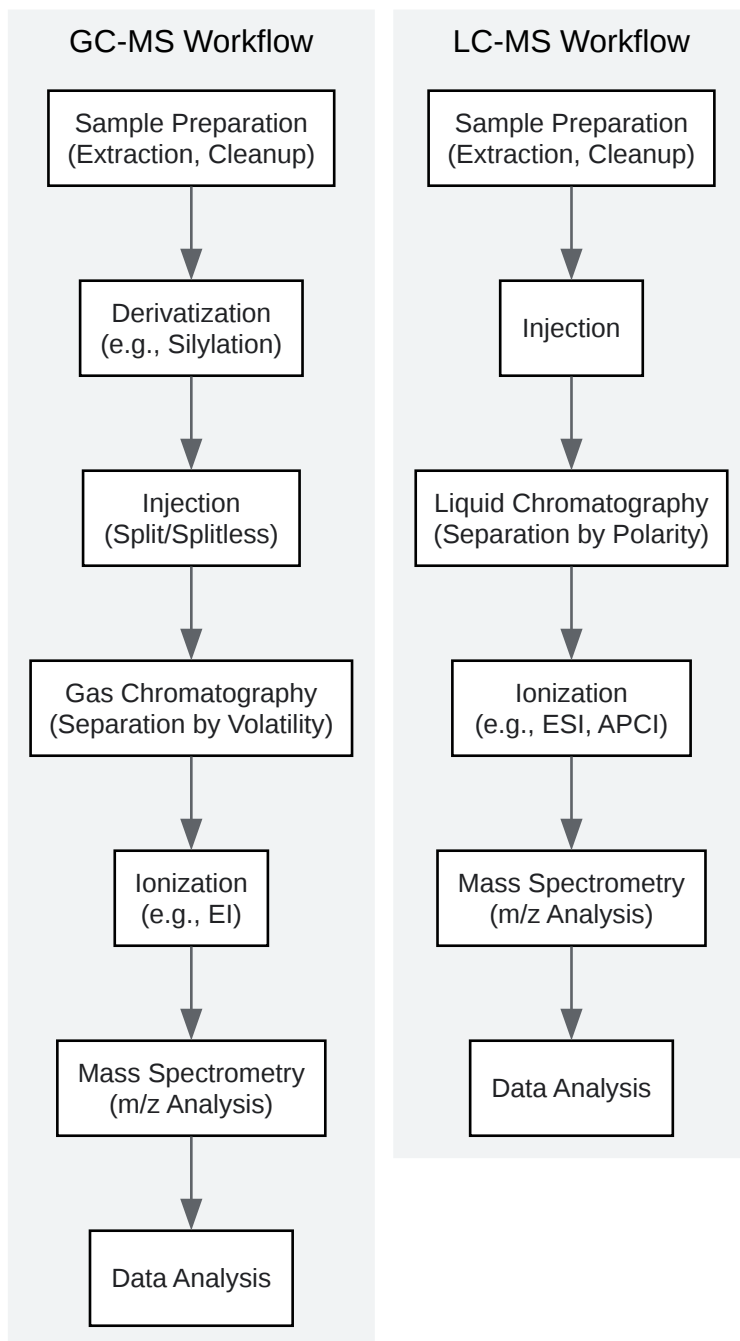 GC-MS Workflow
Sample Preparation
(Extraction, Cleanup)
Derivatization
(e.g., Silylation)
Injection
(Split/Splitless)
Gas Chromatography
(Separation by Volatility)
Ionization
(e.g., EI)
Mass Spectrometry
(m/z Analysis)
Data Analysis
LC-MS Workflow
Sample Preparation
(Extraction, Cleanup)
Injection
Liquid Chromatography
(Separation by Polarity)
Ionization
(e.g., ESI, APCI)
Mass Spectrometry
(m/z Analysis)
Data Analysis